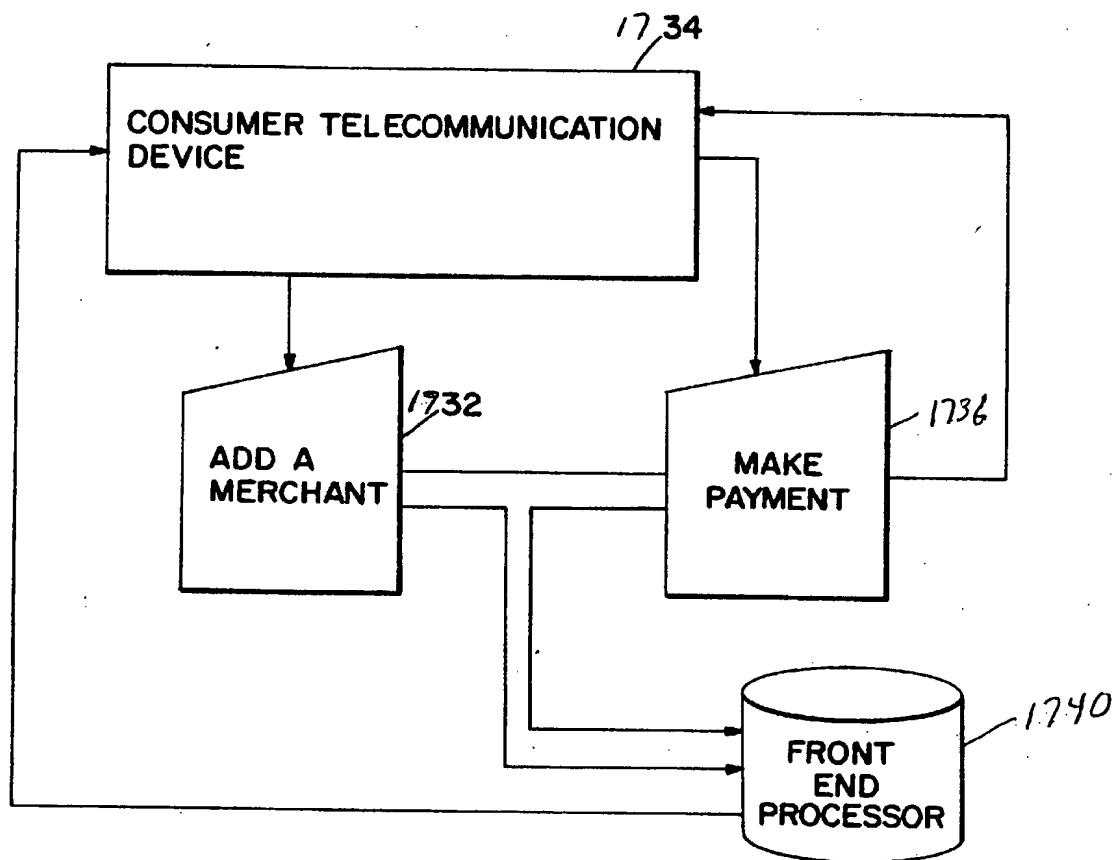 1734
CONSUMER TELECOMMUNICATION
DEVICE
1732
ADD A
MERCHANT
1736
MAKE
PAYMENT
1740
FRONT
END
PROCESSOR